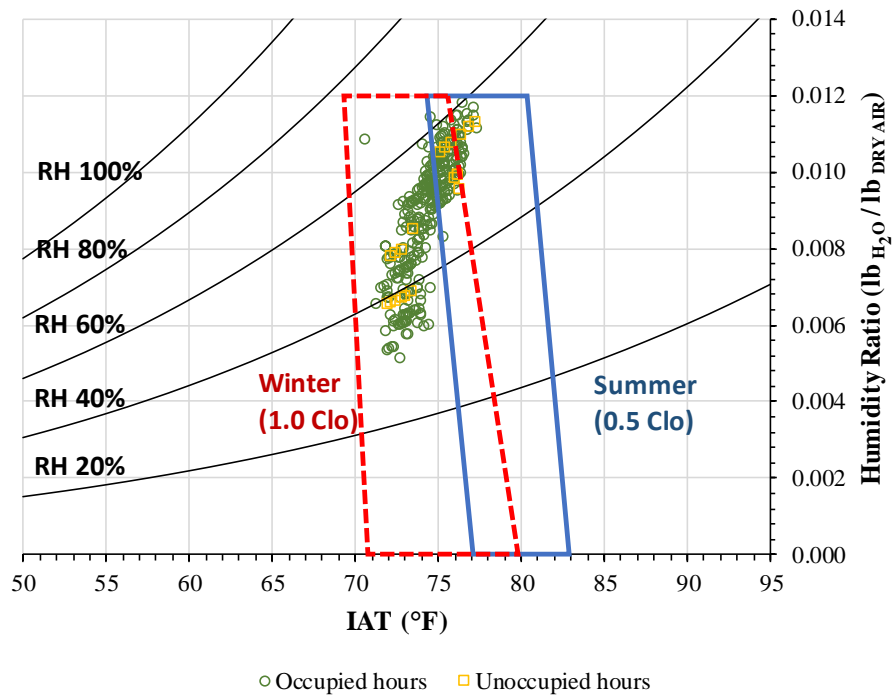 0.014
0.012
RH 100%
0.010
RH 80%
0.008
RH 60%
0.006
Winter
(1.0 Clo)
Summer
(0.5 Clo)
RH 40%
0.004
RH 20%
0.002
0.000
Humidity Ratio (lb H₂O / lb DRY AIR)
50 55 60 65 70 75 80 85 90 95
IAT (°F)
Occupied hours Unoccupied hours